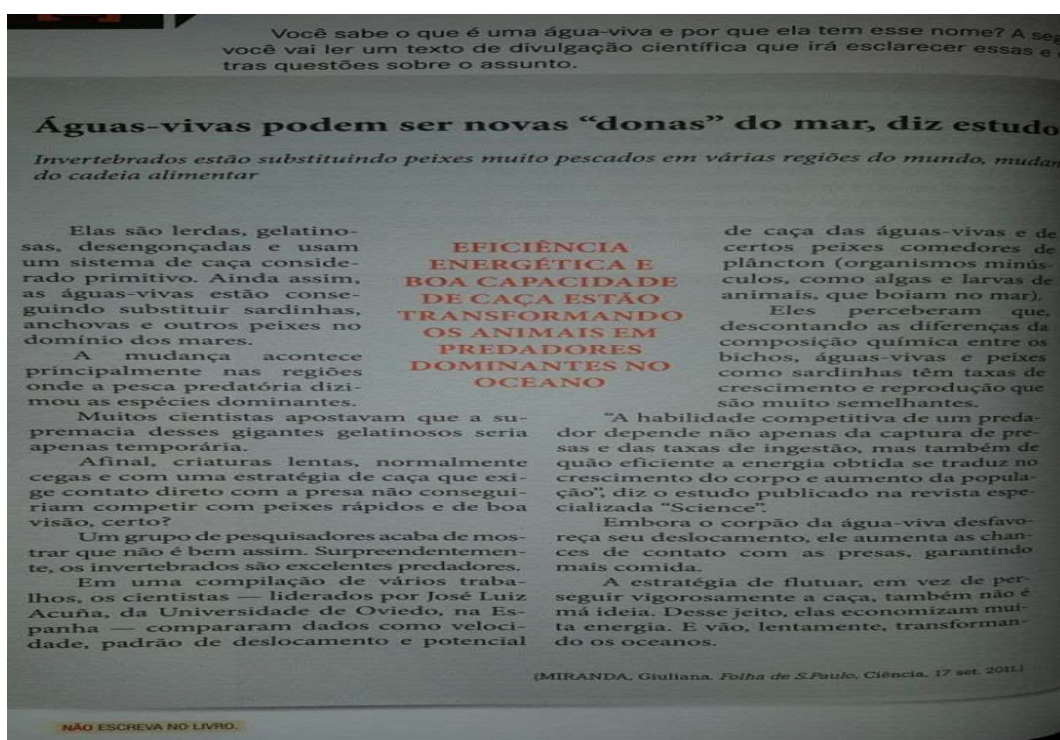 Você sabe o que é uma água-viva e por que ela tem esse nome? A seg
você vai ler um texto de divulgação científica que irá esclarecer essas e
tras questões sobre o assunto.
Águas-vivas podem ser novas “donas” do mar, diz estudo
Invertebrados estão substituindo peixes muito pescados em várias regiões do mundo, mudan
do cadeia alimentar
Elas são lerdas, gelatino-
sas, desengonçadas e usam
um sistema de caça conside-
rado primitivo. Ainda assim,
as águas-vivas estão conse-
guindo substituir sardinhas,
anchovas e outros peixes no
domínio dos mares.
A mudança acontece
principalmente nas regiões
onde a pesca predatória dizi-
mou as espécies dominantes.
Muitos cientistas apostavam que a su-
premacia desses gigantes gelatinosos seria
apenas temporária.
Afinal, criaturas lentas, normalmente
cegas e com uma estratégia de caça que exi-
ge contato direto com a presa não consegui-
riam competir com peixes rápidos e de boa
visão, certo?
Um grupo de pesquisadores acaba de mos-
trar que não é bem assim. Surpreendentemen-
te, os invertebrados são excelentes predadores.
Em uma compilação de vários traba-
lhos, os cientistas — liderados por José Luiz
Acuña, da Universidade de Oviedo, na Es-
panha — compararam dados como veloci-
dade, padrão de deslocamento e potencial
EFICIÊNCIA
ENERGÉTICA E
BOA CAPACIDADE
DE CAÇA ESTÃO
TRANSFORMANDO
OS ANIMAIS EM
PREDADORES
DOMINANTES NO
OCEANO
de caça das águas-vivas e de
certos peixes comedores de
plâncton (organismos minús-
culos, como algas e larvas de
animais, que boiam no mar).
Eles perceberam que,
descontando as diferenças da
composição química entre os
bichos, águas-vivas e peixes
como sardinhas têm taxas de
crescimento e reprodução que
são muito semelhantes.
“A habilidade competitiva de um preda-
dor depende não apenas da captura de pre-
sas e das taxas de ingestão, mas também de
quão eficiente a energia obtida se traduz no
crescimento do corpo e aumento da popula-
ção”, diz o estudo publicado na revista espe-
cializada “Science”.
Embora o corpão da água-viva desfavo-
reça seu deslocamento, ele aumenta as chan-
ces de contato com as presas, garantindo
mais comida.
A estratégia de flutuar, em vez de per-
seguir vigorosamente a caça, também não é
má ideia. Desse jeito, elas economizam mui-
ta energia. E vão, lentamente, transforman-
do os oceanos.
(MIRANDA, Giuliana. Folha de S.Paulo, Ciência, 17 set. 2011.)
NÃO ESCREVA NO LIVRO.